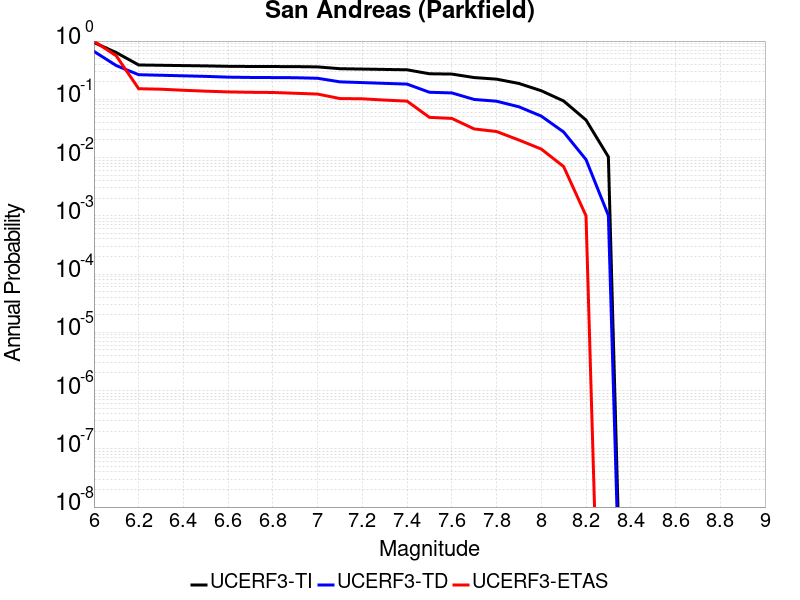 San Andreas (Parkfield)
10^0
10^-1
10^-2
10^-3
10^-4
10^-5
10^-6
10^-7
10^-8
Annual Probability
6 6.2 6.4 6.6 6.8 7 7.2 7.4 7.6 7.8 8 8.2 8.4 8.6 8.8 9
Magnitude
UCERF3-TI UCERF3-TD UCERF3-ETAS